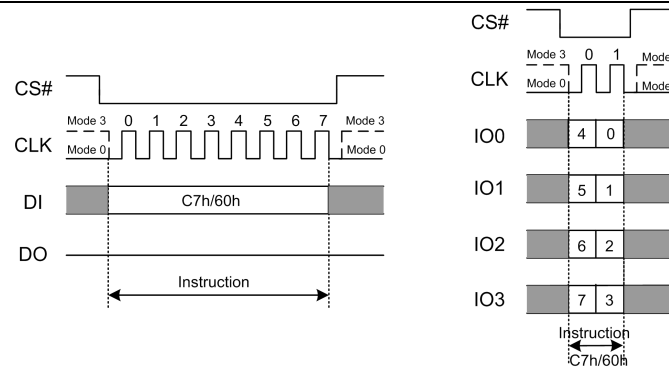 CS#
Mode 3 0 1 2 3 4 5 6 7 Mode 3
CLK
Mode 0 Mode 0
DI C7h/60h
DO
Instruction
CS#
Mode 3 0 1 Mode
CLK
Mode 0 Mode
IO0 4 0
IO1 5 1
IO2 6 2
IO3 7 3
Instruction
C7h/60h